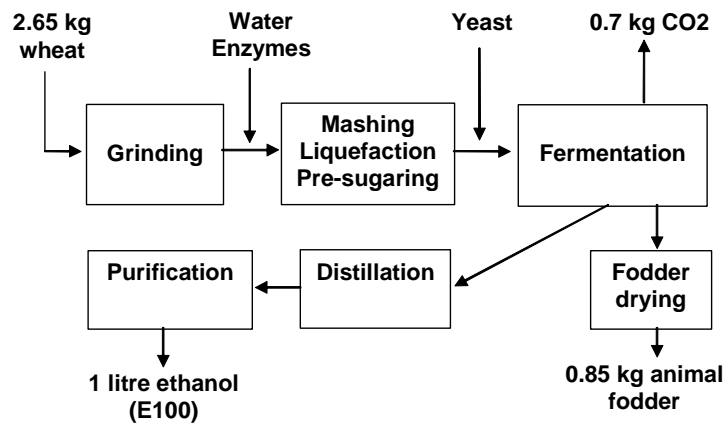 2.65 kg
wheat
Water
Enzymes
Yeast
0.7 kg CO2
Grinding
Mashing
Liquefaction
Pre-sugaring
Fermentation
Purification
Distillation
Fodder
drying
1 litre ethanol
(E100)
0.85 kg animal
fodder